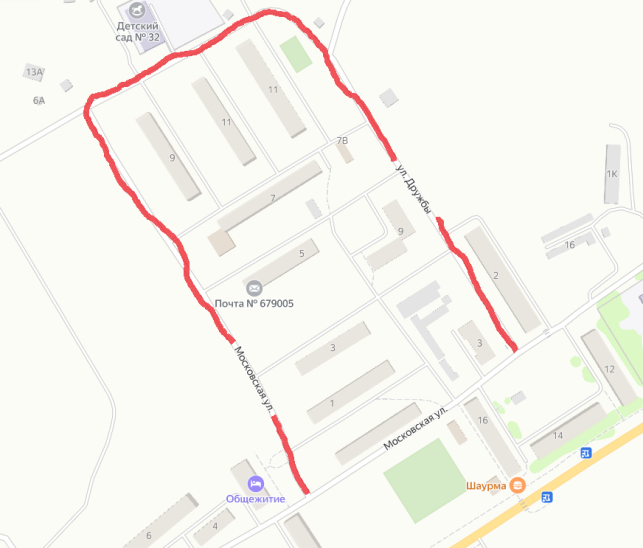 Детский
сад № 32
13А
6А
11
11
9
7В
ул. Дружбы
1К
7
9
16
5
2
Почта № 679005
3
3
Московская ул.
12
1
Московская ул.
16
14
Шаурма
Общежитие
4
6